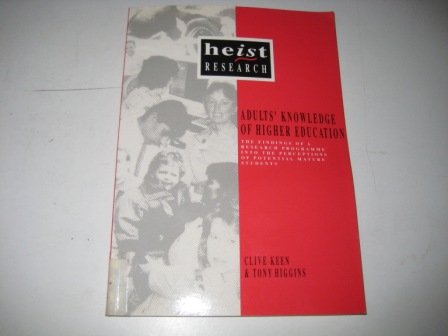 heist
RESEARCH
ADULTS' KNOWLEDGE
OF HIGHER EDUCATION
THE FINDINGS OF A
RESEARCH PROGRAMME
INTO THE PERCEPTIONS
OF POTENTIAL MATURE
STUDENTS
CLIVE KEEN
& TONY HIGGINS